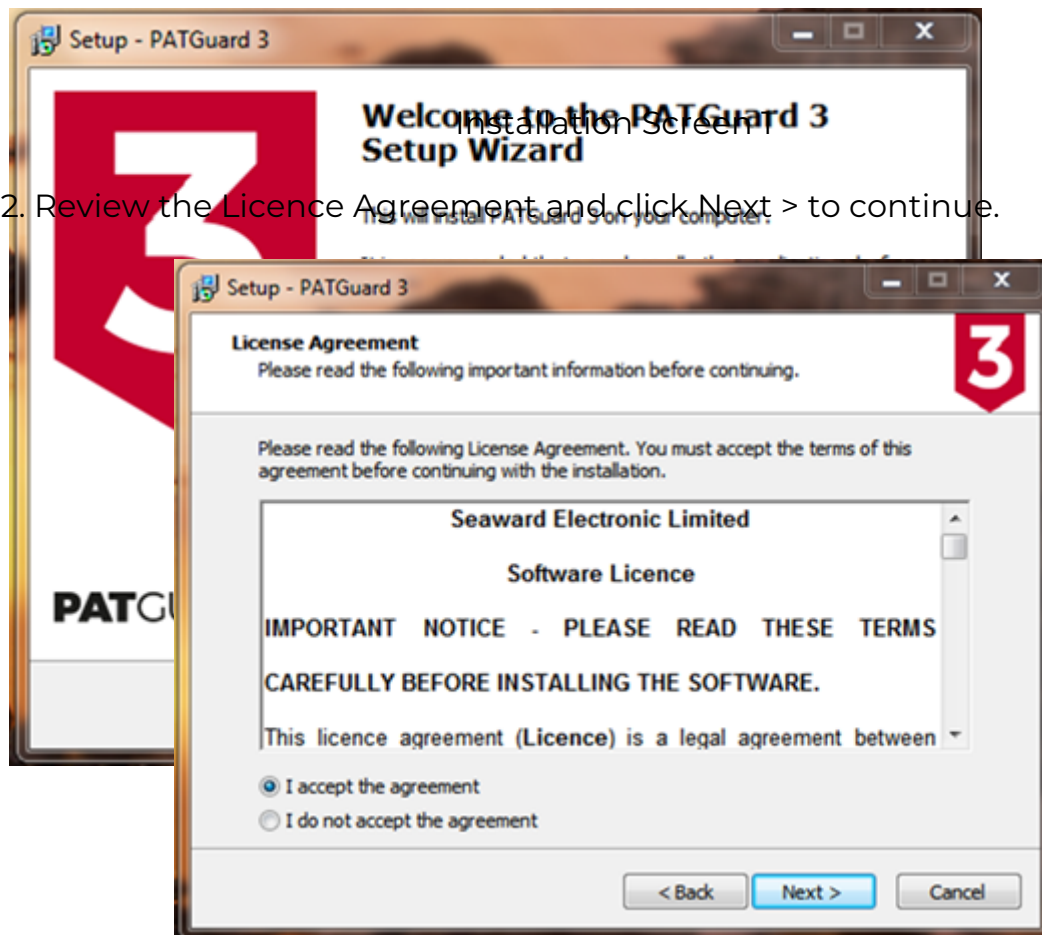 Setup - PATGuard 3
3
Welcome to the PATGuard 3
Setup Wizard
Installation Screen 1
This will install PATGuard 3 on your computer.
2. Review the Licence Agreement and click Next > to continue.
PATGU
Setup - PATGuard 3
License Agreement
Please read the following important information before continuing.
3
Please read the following License Agreement. You must accept the terms of this
agreement before continuing with the installation.
Seaward Electronic Limited
Software Licence
IMPORTANT NOTICE - PLEASE READ THESE TERMS
CAREFULLY BEFORE INSTALLING THE SOFTWARE.
This licence agreement (Licence) is a legal agreement between
I accept the agreement
I do not accept the agreement
< Back Next > Cancel